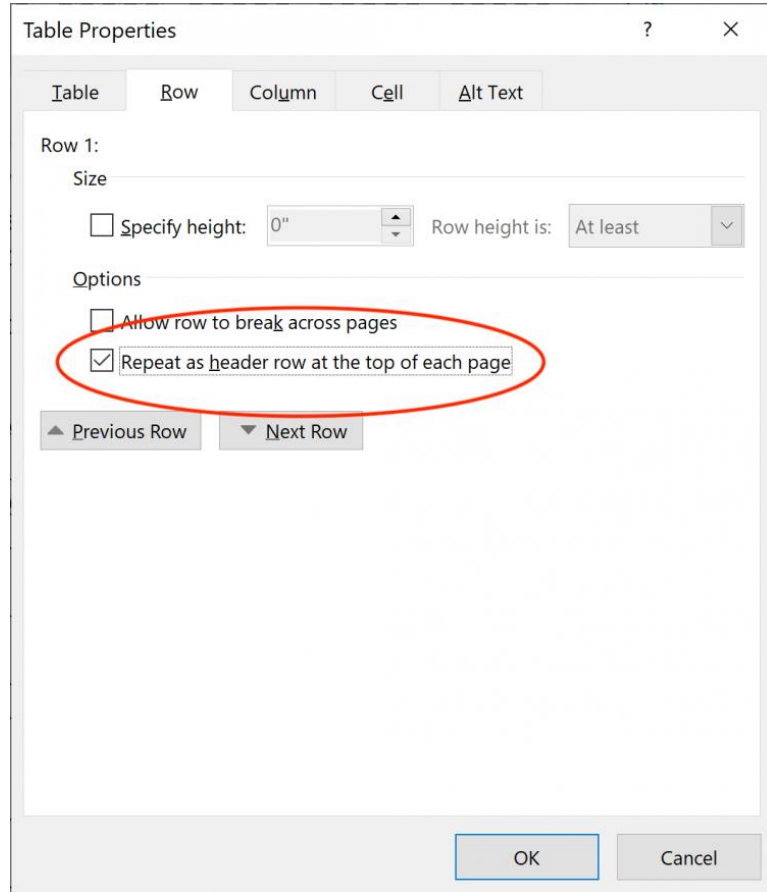 Table Properties ?
Table Row Column Cell Alt Text
Row 1:
Size
Specify height: 0" Row height is: At least
Options
Allow row to break across pages
Repeat as header row at the top of each page
Previous Row Next Row
OK Cancel